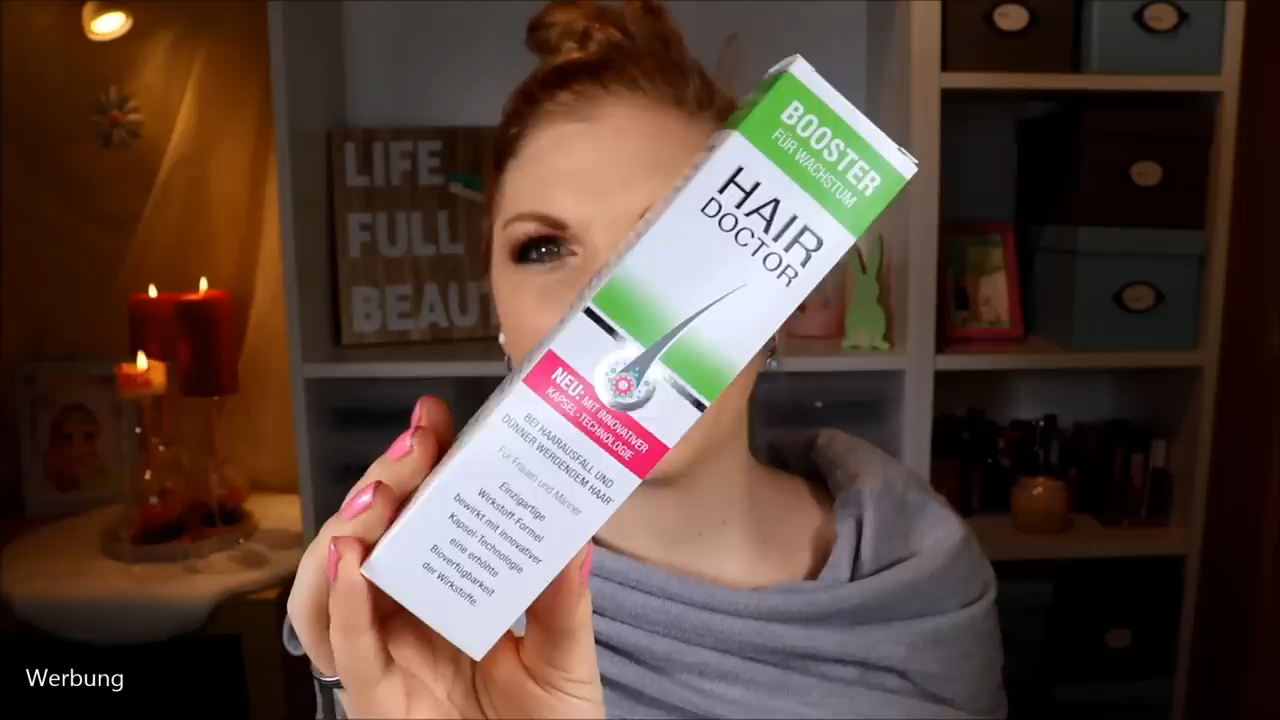 LIFE
FULL
BEAUT
BOOSTER
FÜR WACHSTUM
HAIR
DOCTOR
NEU: MIT INNOVATIVER
KAPSEL-TECHNOLOGIE
BEI HAARAUSFALL UND
DÜNNER WERDENDEM HAAR*
Für Frauen und Männer
Einzigartige
Wirkstoff-Formel
bewirkt mit innovativer
Kapsel-Technologie
eine erhöhte
Bioverfügbarkeit
der Wirkstoffe.
Werbung